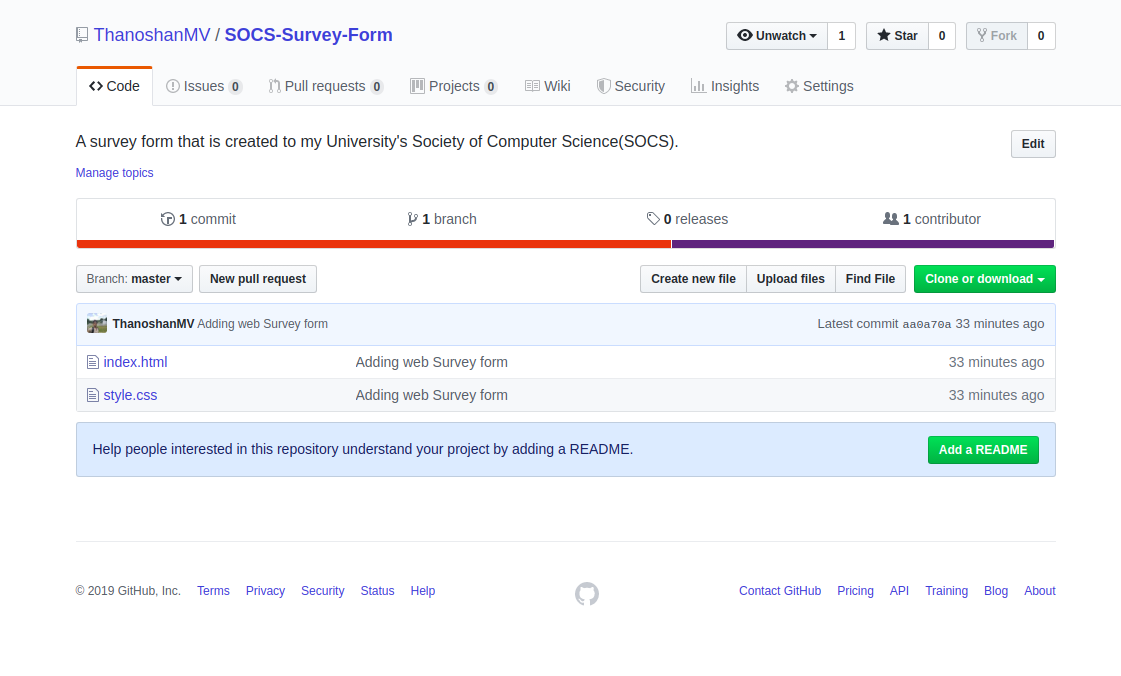 ThanoshanMV / SOCS-Survey-Form Unwatch 1 Star 0 Fork 0
Code Issues 0 Pull requests 0 Projects 0 Wiki Security Insights Settings
A survey form that is created to my University's Society of Computer Science(SOCS). Edit
Manage topics
1 commit 1 branch 0 releases 1 contributor
Branch: master New pull request Create new file Upload files Find File Clone or download
ThanoshanMV Adding web Survey form Latest commit aa0a70a 33 minutes ago
index.html Adding web Survey form 33 minutes ago
style.css Adding web Survey form 33 minutes ago
Help people interested in this repository understand your project by adding a README. Add a README
© 2019 GitHub, Inc. Terms Privacy Security Status Help Contact GitHub Pricing API Training Blog About